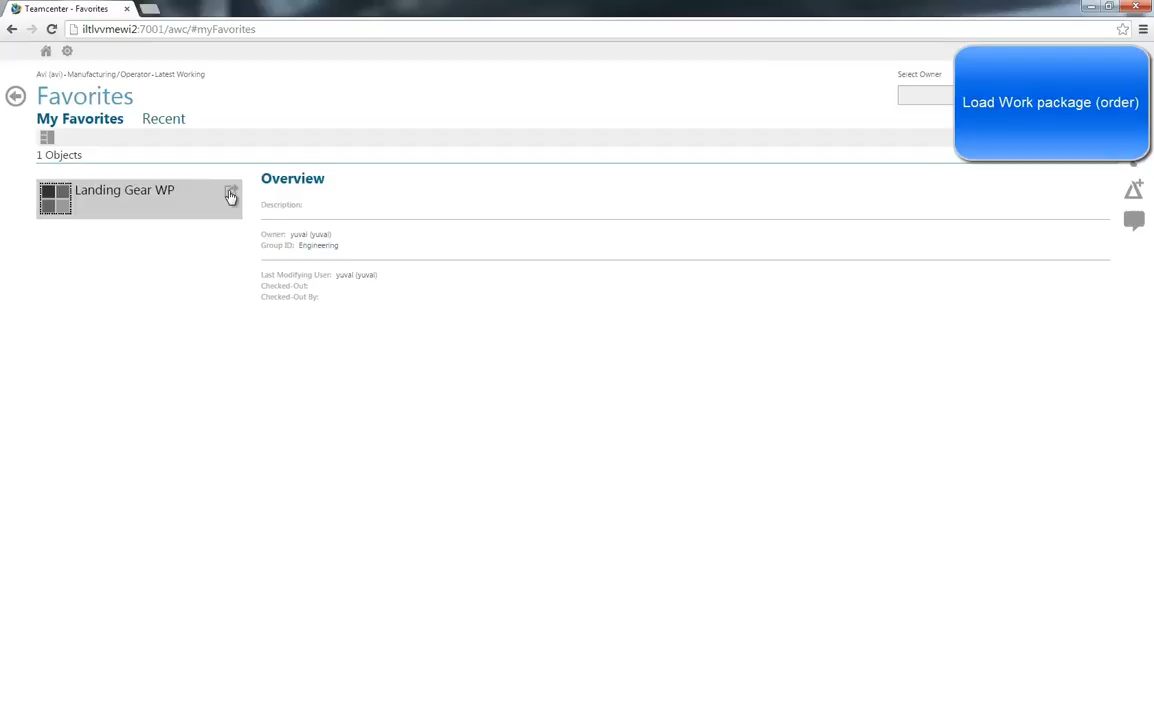 Teamcenter - Favorites
iltlvvmewi2:7001/awc/#myFavorites
Avi (avi) - Manufacturing / Operator - Latest Working
Select Owner
Favorites
Load Work package (order)
My Favorites Recent
1 Objects
Landing Gear WP
Overview
Description:
Owner: yuval (yuval)
Group ID: Engineering
Last Modifying User: yuval (yuval)
Checked-Out:
Checked-Out By: